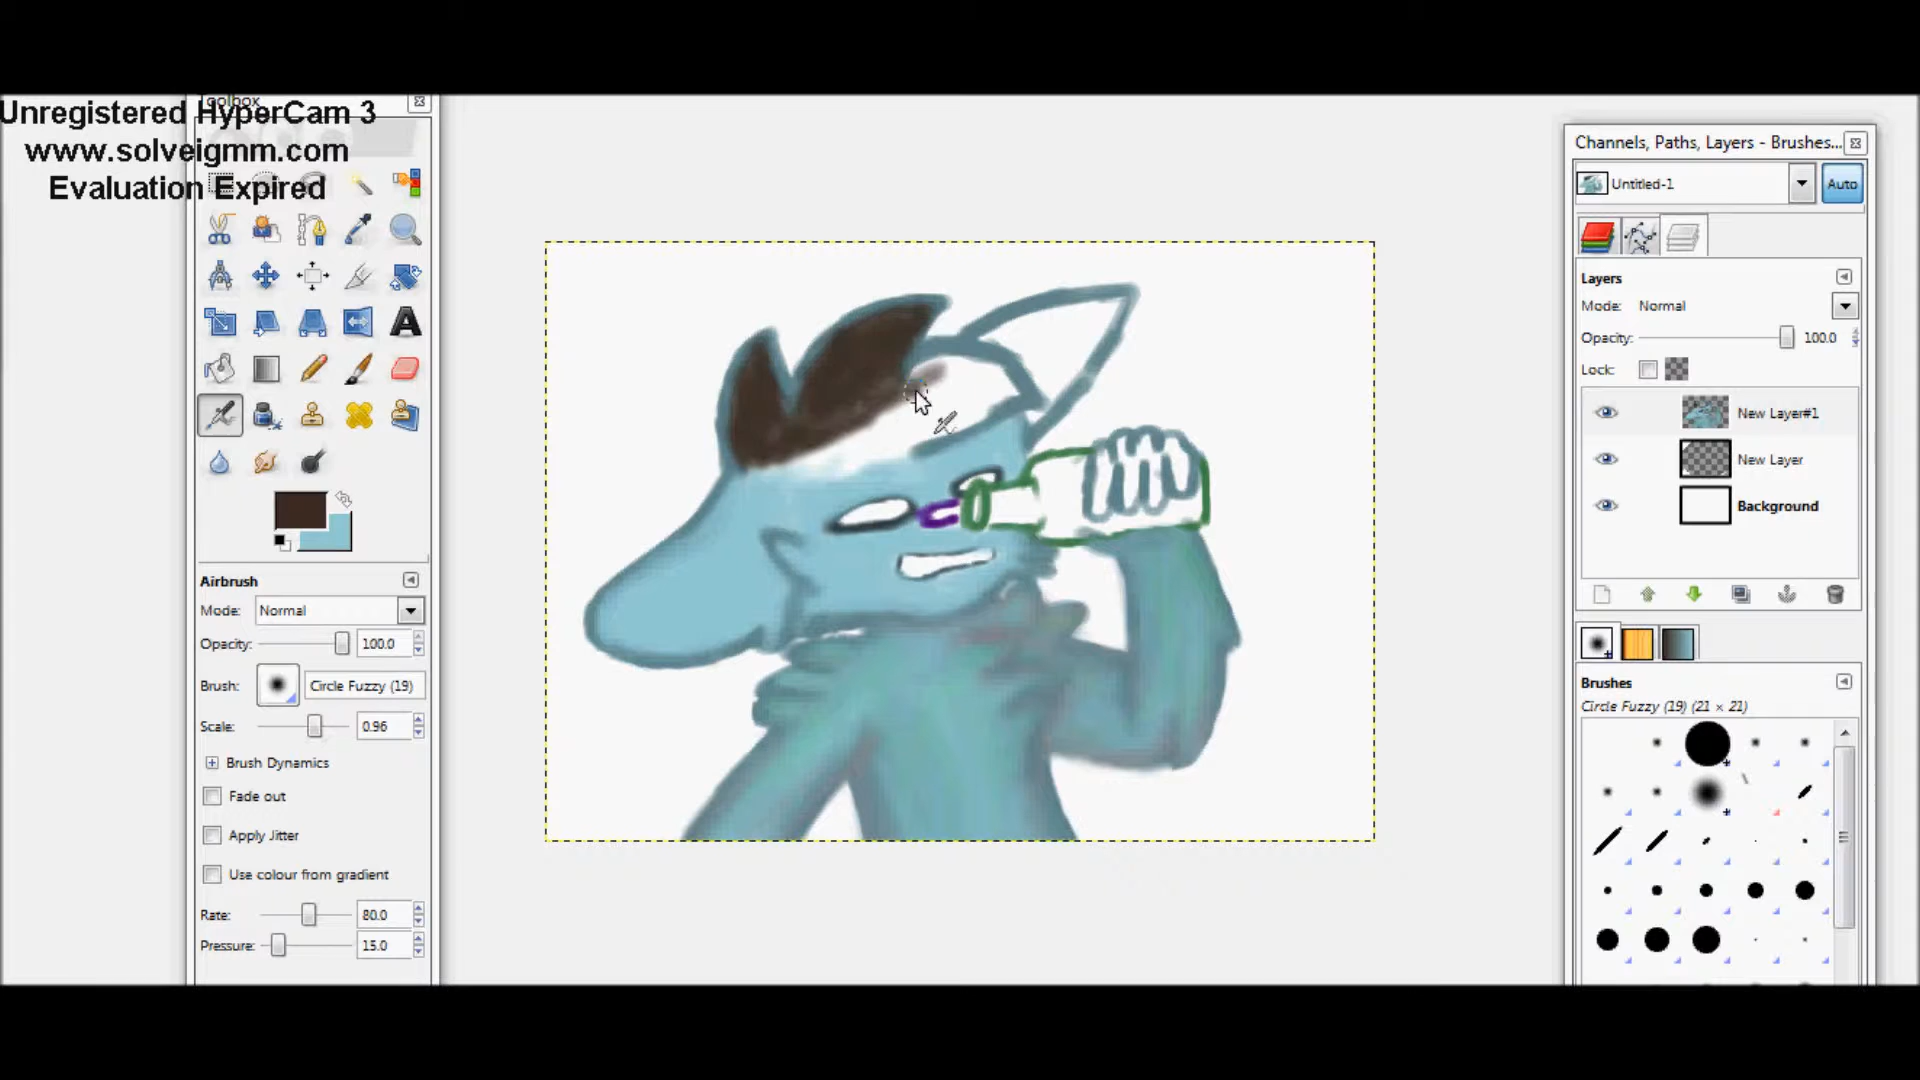 Toolbox
Unregistered HyperCam 3
www.solveigmm.com
Evaluation Expired
Airbrush
Mode: Normal
Opacity: 100.0
Brush: Circle Fuzzy (19)
Scale: 0.96
Brush Dynamics
Fade out
Apply Jitter
Use colour from gradient
Rate: 80.0
Pressure: 15.0
Channels, Paths, Layers - Brushes...
Untitled-1 Auto
Layers
Mode: Normal
Opacity: 100.0
Lock:
New Layer#1
New Layer
Background
Brushes
Circle Fuzzy (19) (21 × 21)